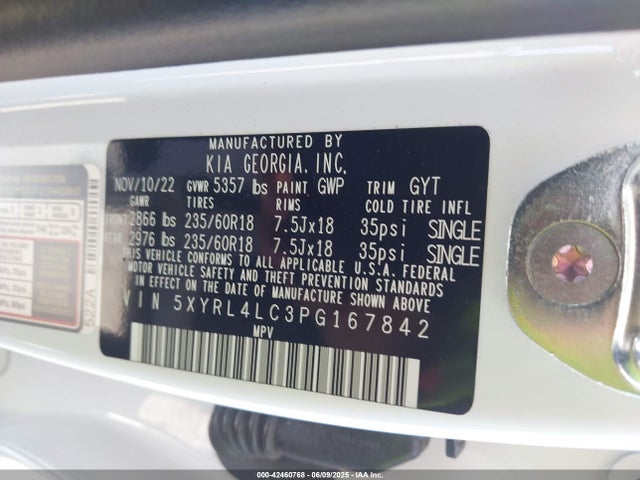 MANUFACTURED BY
KIA GEORGIA, INC.
NOV/10/22 GVWR 5357 lbs PAINT GWP TRIM GYT
GAWR TIRES RIMS COLD TIRE INFL
FRONT 2866 lbs 235/60R18 7.5Jx18 35psi SINGLE
REAR 2976 lbs 235/60R18 7.5Jx18 35psi SINGLE
THIS VEHICLE CONFORMS TO ALL APPLICABLE U.S.A. FEDERAL
MOTOR VEHICLE SAFETY AND THEFT PREVENTION STANDARDS
IN EFFECT ON THE DATE OF MANUFACTURE SHOWN ABOVE.
VIN 5XYRL4LC3PG167842
MPV
000-42460768 - 06/09/2025 - IAA Inc.